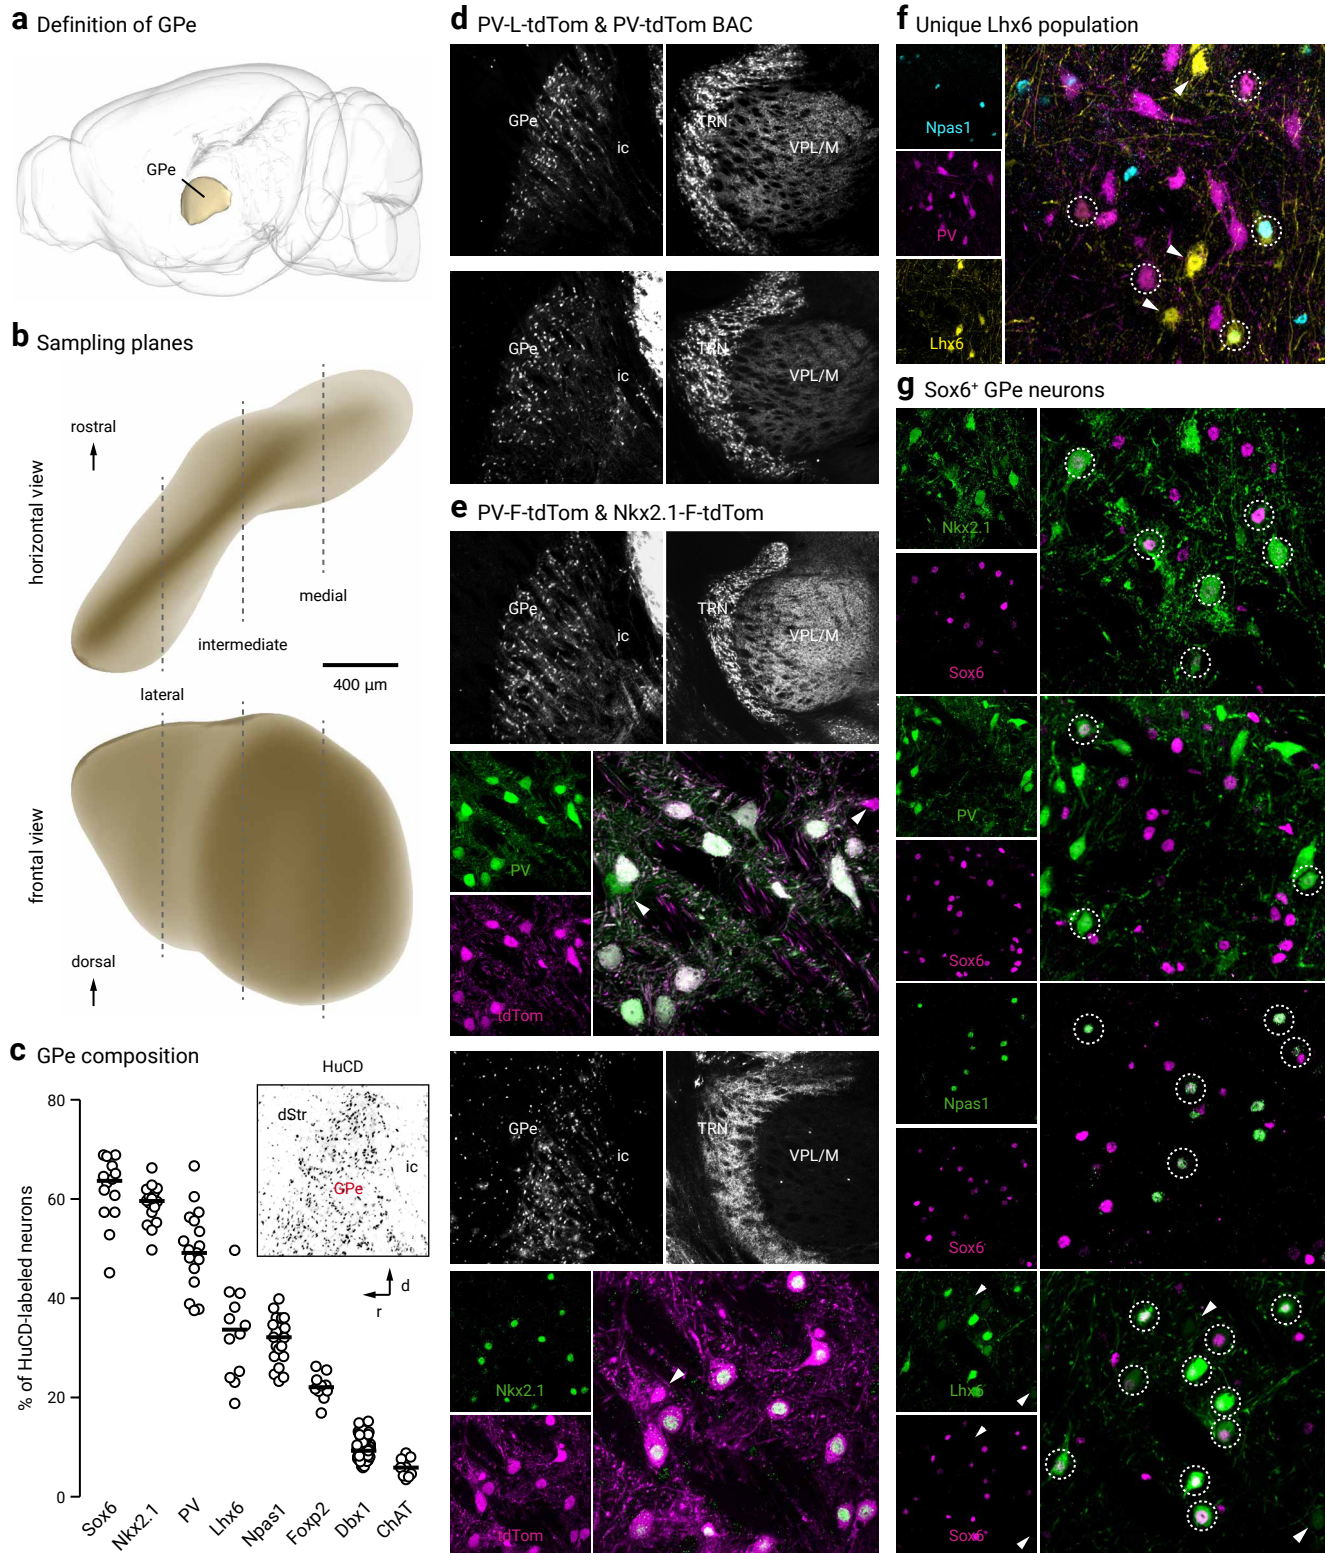 a Definition of GPe
GPe
b Sampling planes
rostral
horizontal view
medial
intermediate
400 µm
lateral
frontal view
dorsal
c GPe composition
HuCD
dStr
ic
GPe
d
r
% of HuCD-labeled neurons
80
60
40
20
0
Sox6
Nkx2.1
PV
Lhx6
Npas1
Foxp2
Dbx1
ChAT
d PV-L-tdTom & PV-tdTom BAC
GPe
ic
TRN
VPL/M
GPe
ic
TRN
VPL/M
e PV-F-tdTom & Nkx2.1-F-tdTom
GPe
ic
TRN
VPL/M
PV
tdTom
GPe
ic
TRN
VPL/M
Nkx2.1
tdTom
f Unique Lhx6 population
Npas1
PV
Lhx6
g Sox6⁺ GPe neurons
Nkx2.1
Sox6
PV
Sox6
Npas1
Sox6
Lhx6
Sox6